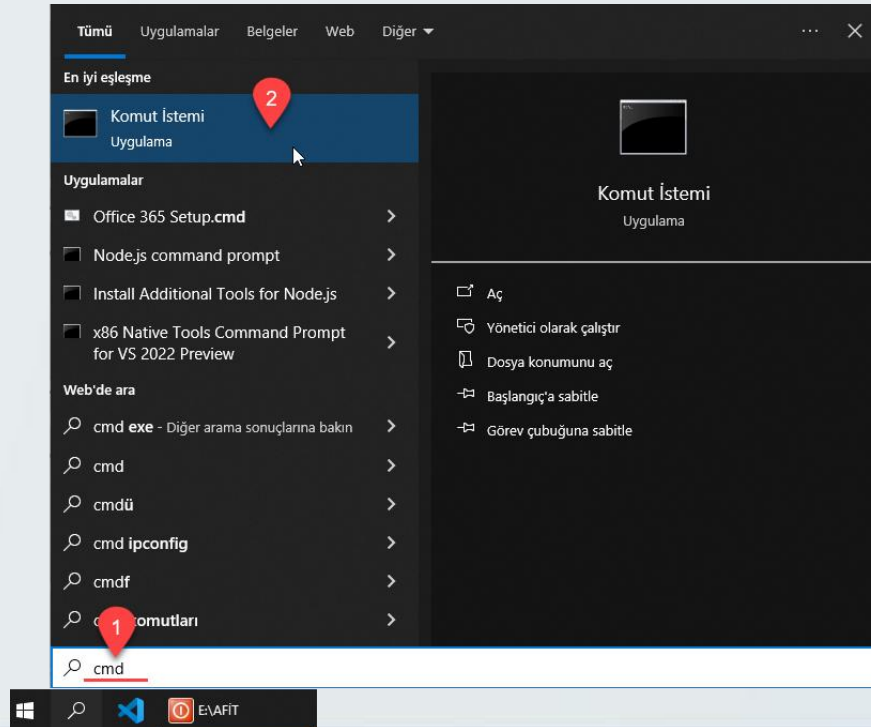 Tümü Uygulamalar Belgeler Web Diğer
En iyi eşleşme
2
Komut İstemi
Uygulama
Uygulamalar
Office 365 Setup.cmd
Node.js command prompt
Install Additional Tools for Node.js
x86 Native Tools Command Prompt
for VS 2022 Preview
Web'de ara
cmd exe - Diğer arama sonuçlarına bakın
cmd
cmdü
cmd ipconfig
cmdf
komutları
1
cmd
Komut İstemi
Uygulama
Aç
Yönetici olarak çalıştır
Dosya konumunu aç
Başlangıç'a sabitle
Görev çubuğuna sabitle
E:\AFİT